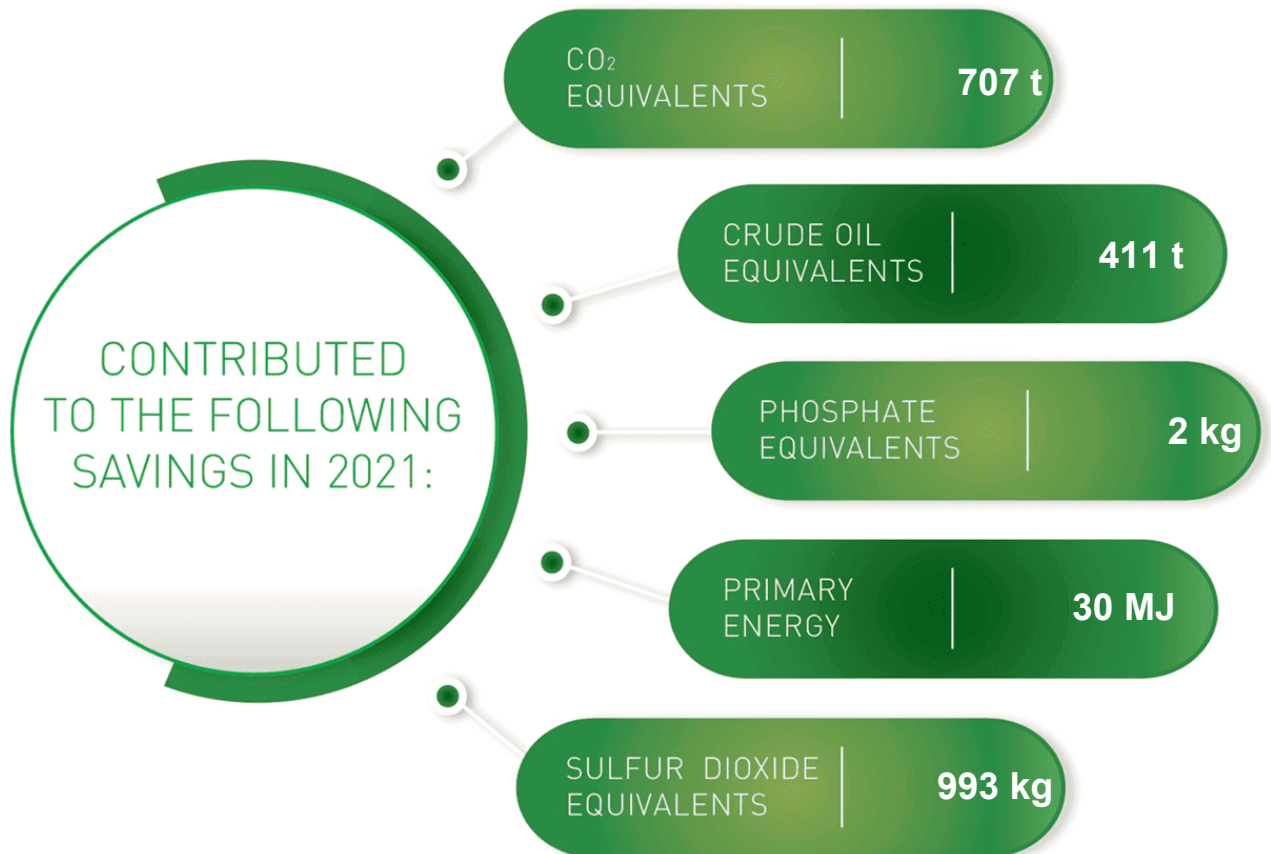 CONTRIBUTED
TO THE FOLLOWING
SAVINGS IN 2021:
CO₂
EQUIVALENTS
707 t
CRUDE OIL
EQUIVALENTS
411 t
PHOSPHATE
EQUIVALENTS
2 kg
PRIMARY
ENERGY
30 MJ
SULFUR DIOXIDE
EQUIVALENTS
993 kg